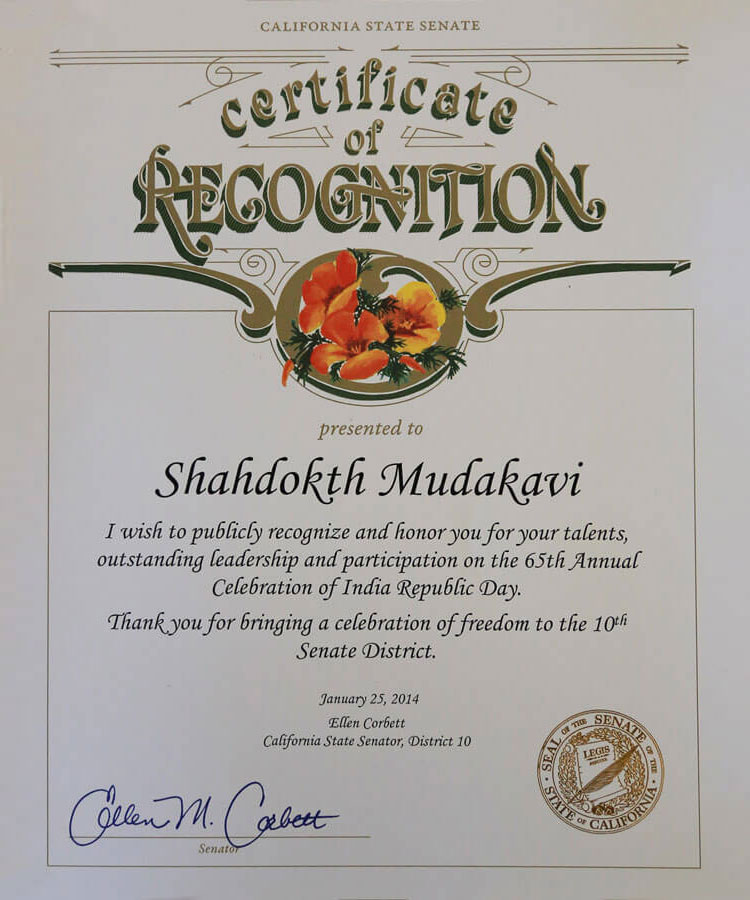 CALIFORNIA STATE SENATE
certificate
of
RECOGNITION
presented to
Shahdokth Mudakavi
I wish to publicly recognize and honor you for your talents,
outstanding leadership and participation on the 65th Annual
Celebration of India Republic Day.
Thank you for bringing a celebration of freedom to the 10th
Senate District.
January 25, 2014
Ellen Corbett
California State Senator, District 10
SEAL OF THE SENATE OF THE STATE OF CALIFORNIA
LEGIS
Ellen M. Corbett
Senator